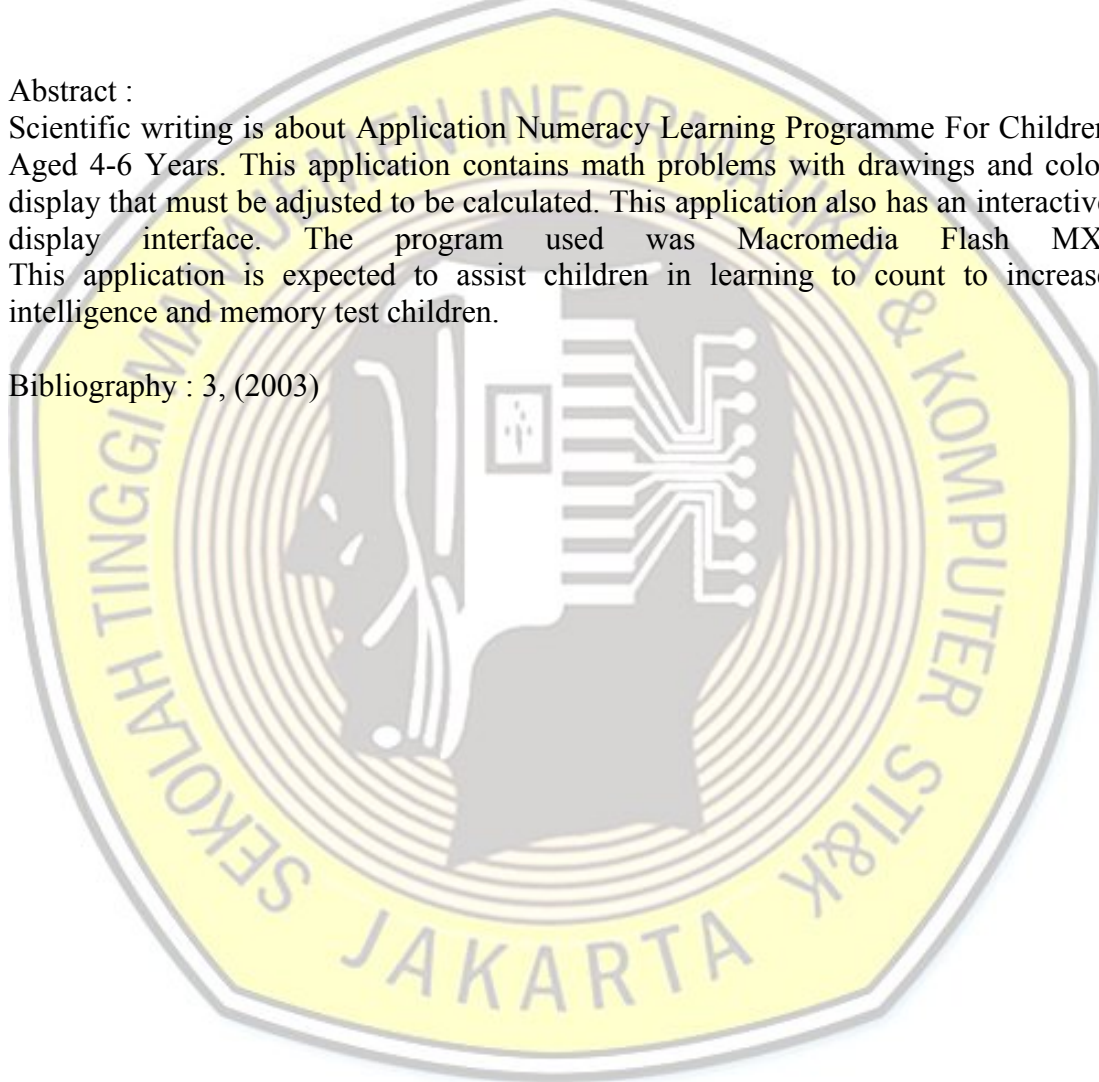 Abstract :
Scientific writing is about Application Numeracy Learning Programme For Children
Aged 4-6 Years. This application contains math problems with drawings and colo
display that must be adjusted to be calculated. This application also has an interactive
display interface. The program used was Macromedia Flash MX
This application is expected to assist children in learning to count to increase
intelligence and memory test children.
Bibliography : 3, (2003)
SEKOLAH TINGGI MANAJEMEN INFORMATIKA & KOMPUTER STI&K
JAKARTA